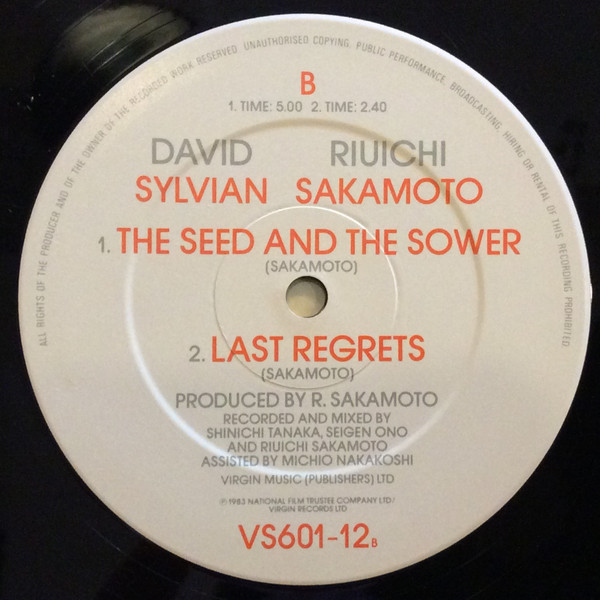 ALL RIGHTS OF THE PRODUCER AND OF THE OWNER OF THE RECORDED WORK RESERVED. UNAUTHORISED COPYING, PUBLIC PERFORMANCE, BROADCASTING, HIRING OR RENTAL OF THIS RECORDING PROHIBITED
B
1. TIME: 5.00 2. TIME: 2.40
DAVID RIUICHI
SYLVIAN SAKAMOTO
1. THE SEED AND THE SOWER
(SAKAMOTO)
2. LAST REGRETS
(SAKAMOTO)
PRODUCED BY R. SAKAMOTO
RECORDED AND MIXED BY
SHINICHI TANAKA, SEIGEN ONO
AND RIUICHI SAKAMOTO
ASSISTED BY MICHIO NAKAKOSHI
VIRGIN MUSIC (PUBLISHERS) LTD
℗ 1983 NATIONAL FILM TRUSTEE COMPANY LTD/
VIRGIN RECORDS LTD
VS601-12 B